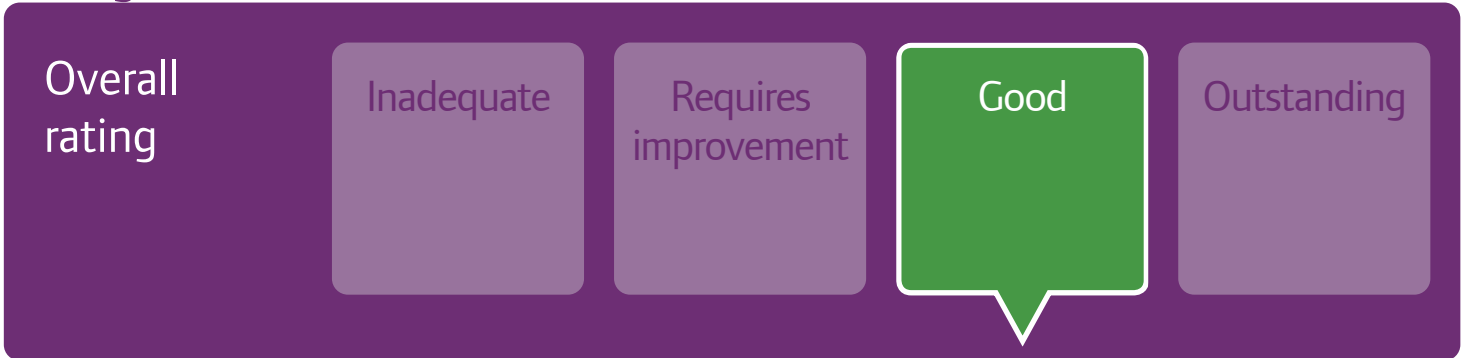 Overall
rating
Inadequate
Requires
improvement
Good
Outstanding